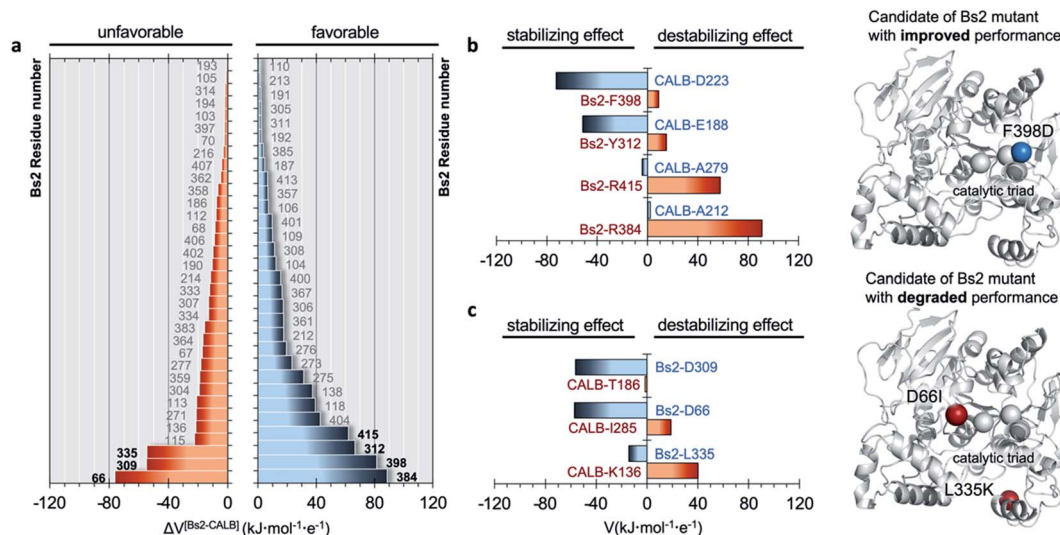 a
unfavorable
favorable
Bs2 Residue number
193
105
314
194
103
397
70
216
407
362
358
186
112
68
406
402
190
214
333
307
334
383
364
67
277
359
304
113
271
136
115
335
309
66
110
213
191
305
311
192
385
187
413
357
106
401
109
308
104
400
367
306
361
212
276
273
275
138
118
404
415
312
398
384
Bs2 Residue number
-120 -80 -40 0
0 40 80 120
ΔV[Bs2-CALB] (kJ·mol-1·e-1)
b
stabilizing effect
destabilizing effect
CALB-D223
Bs2-F398
CALB-E188
Bs2-Y312
CALB-A279
Bs2-R415
CALB-A212
Bs2-R384
-120 -80 -40 0 40 80 120
c
stabilizing effect
destabilizing effect
Bs2-D309
CALB-T186
Bs2-D66
CALB-I285
Bs2-L335
CALB-K136
-120 -80 -40 0 40 80 120
V(kJ·mol-1·e-1)
Candidate of Bs2 mutant
with improved performance
F398D
catalytic triad
Candidate of Bs2 mutant
with degraded performance
D66I
catalytic triad
L335K